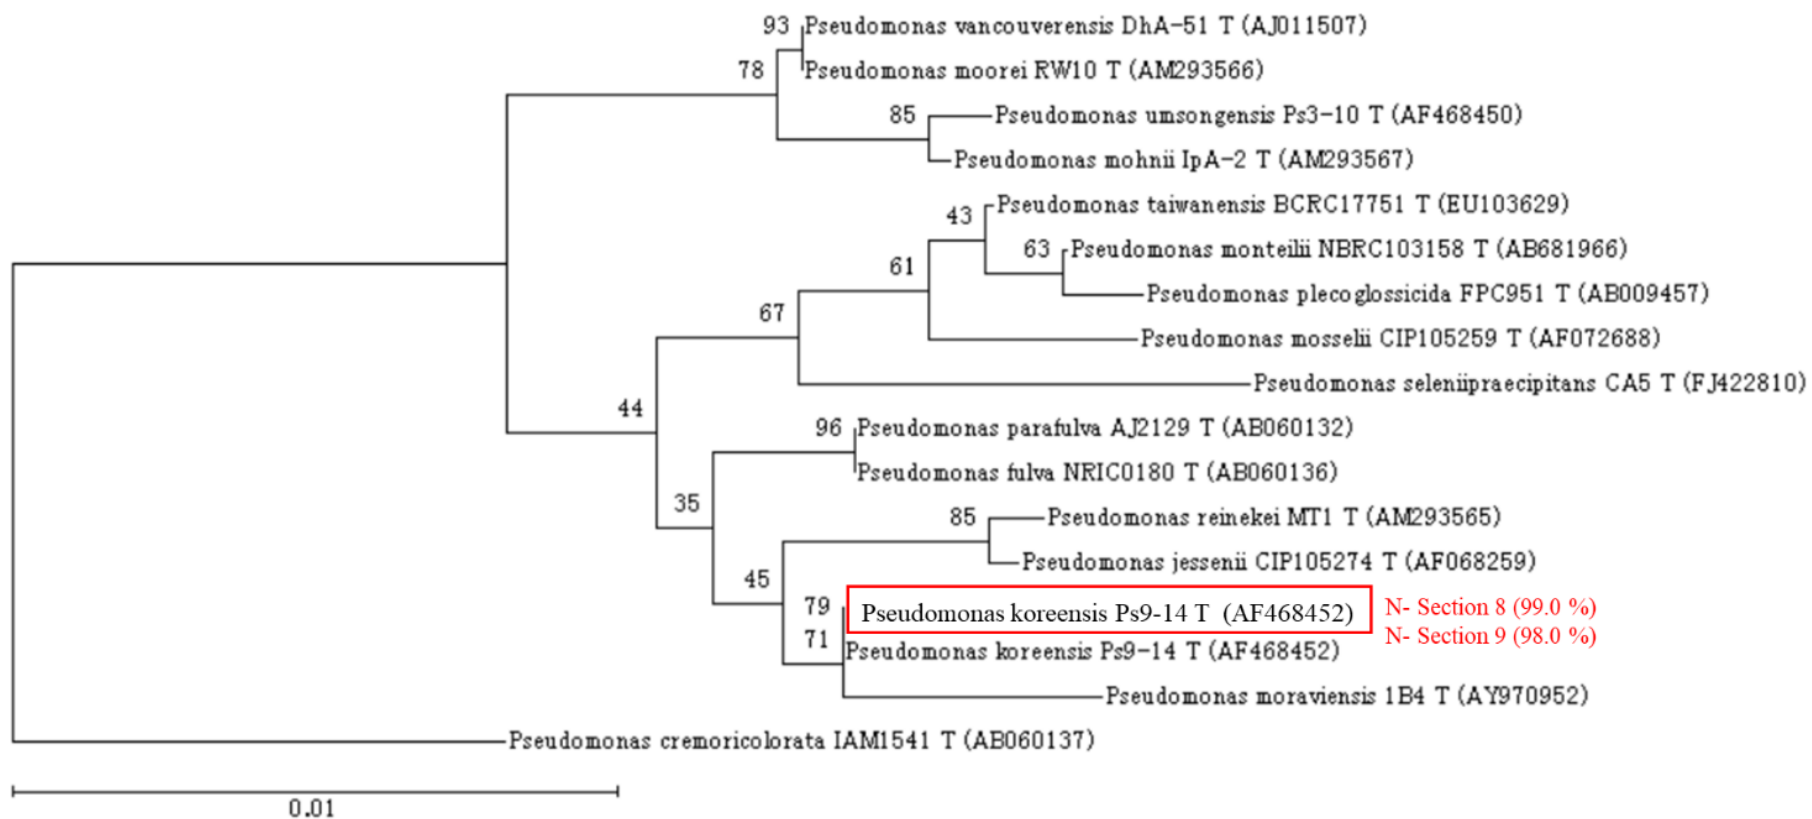 93 Pseudomonas vancouverensis DhA-51 T (AJ011507)
78 Pseudomonas moorei RW10 T (AM293566)
85 Pseudomonas umsongensis Ps3-10 T (AF468450)
Pseudomonas mohnii IpA-2 T (AM293567)
43 Pseudomonas taiwanensis BCRC17751 T (EU103629)
63 Pseudomonas monteilii NBRC103158 T (AB681966)
61
Pseudomonas plecoglossicida FPC951 T (AB009457)
67
Pseudomonas mosselii CIP105259 T (AF072688)
Pseudomonas seleniipraecipitans CA5 T (FJ422810)
44
96 Pseudomonas parafulva AJ2129 T (AB060132)
Pseudomonas fulva NRIC0180 T (AB060136)
35
85 Pseudomonas reinekei MT1 T (AM293565)
Pseudomonas jessenii CIP105274 T (AF068259)
45
79 Pseudomonas koreensis Ps9-14 T (AF468452) N- Section 8 (99.0 %)
N- Section 9 (98.0 %)
71 Pseudomonas koreensis Ps9-14 T (AF468452)
Pseudomonas moraviensis 1B4 T (AY970952)
Pseudomonas cremoricolorata IAM1541 T (AB060137)
0.01